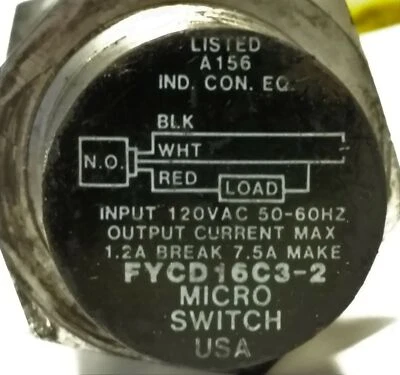 LISTED
A156
IND. CON. EQ.
BLK
WHT
N.O.
RED
LOAD
INPUT 120VAC 50-60HZ
OUTPUT CURRENT MAX
1.2A BREAK 7.5A MAKE
FYCD16C3-2
MICRO
SWITCH
USA